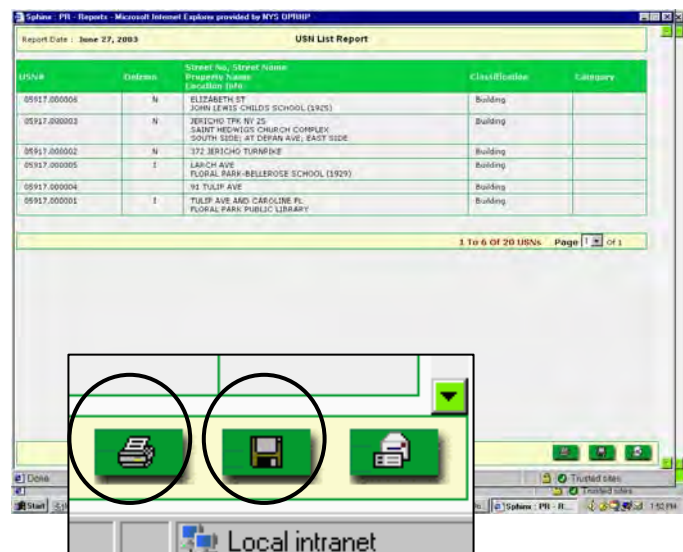 Sphinx : PR - Reports - Microsoft Internet Explorer provided by NYS OPRHP
Report Date : June 27, 2003 USN List Report
USN# Determn Street No, Street Name Classification Category
Property Name
Location Info
05917.000006 N ELIZABETH ST Building
JOHN LEWIS CHILDS SCHOOL (1925)
05917.000003 N JERICHO TPK NY 25 Building
SAINT HEDWIGS CHURCH COMPLEX
SOUTH SIDE; AT DEPAN AVE, EAST SIDE
05917.000002 N 372 JERICHO TURNPIKE Building
05917.000005 I LARCH AVE Building
FLORAL PARK-BELLEROSE SCHOOL (1929)
05917.000004 91 TULIP AVE Building
05917.000001 I TULIP AVE AND CAROLINE PL Building
FLORAL PARK PUBLIC LIBRARY
1 To 6 Of 20 USNs Page 1 Of 1
Done Trusted sites
Trusted sites
Start Sphinx : PR - R... 1:52 PM
Local intranet